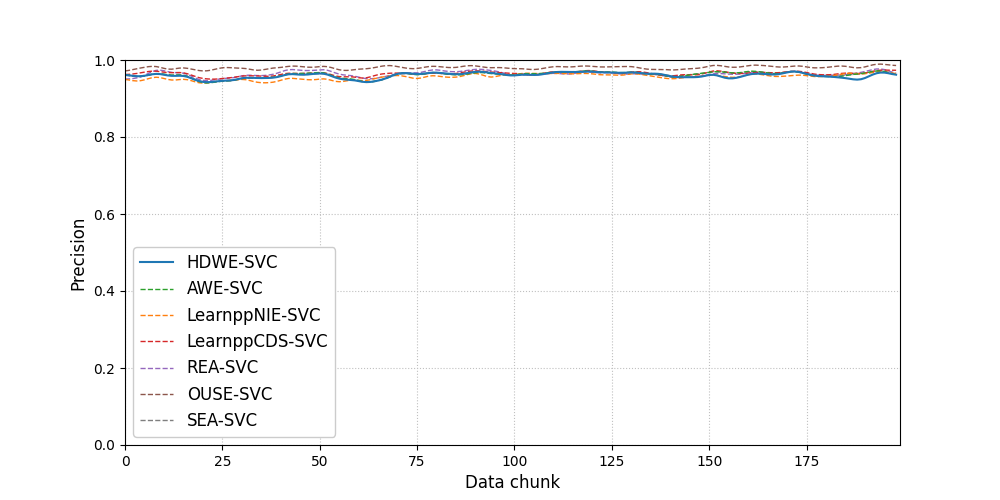 1.0
0.8
0.6
0.4
0.2
0.0
Precision
HDWE-SVC
AWE-SVC
LearnppNIE-SVC
LearnppCDS-SVC
REA-SVC
OUSE-SVC
SEA-SVC
0 25 50 75 100 125 150 175
Data chunk